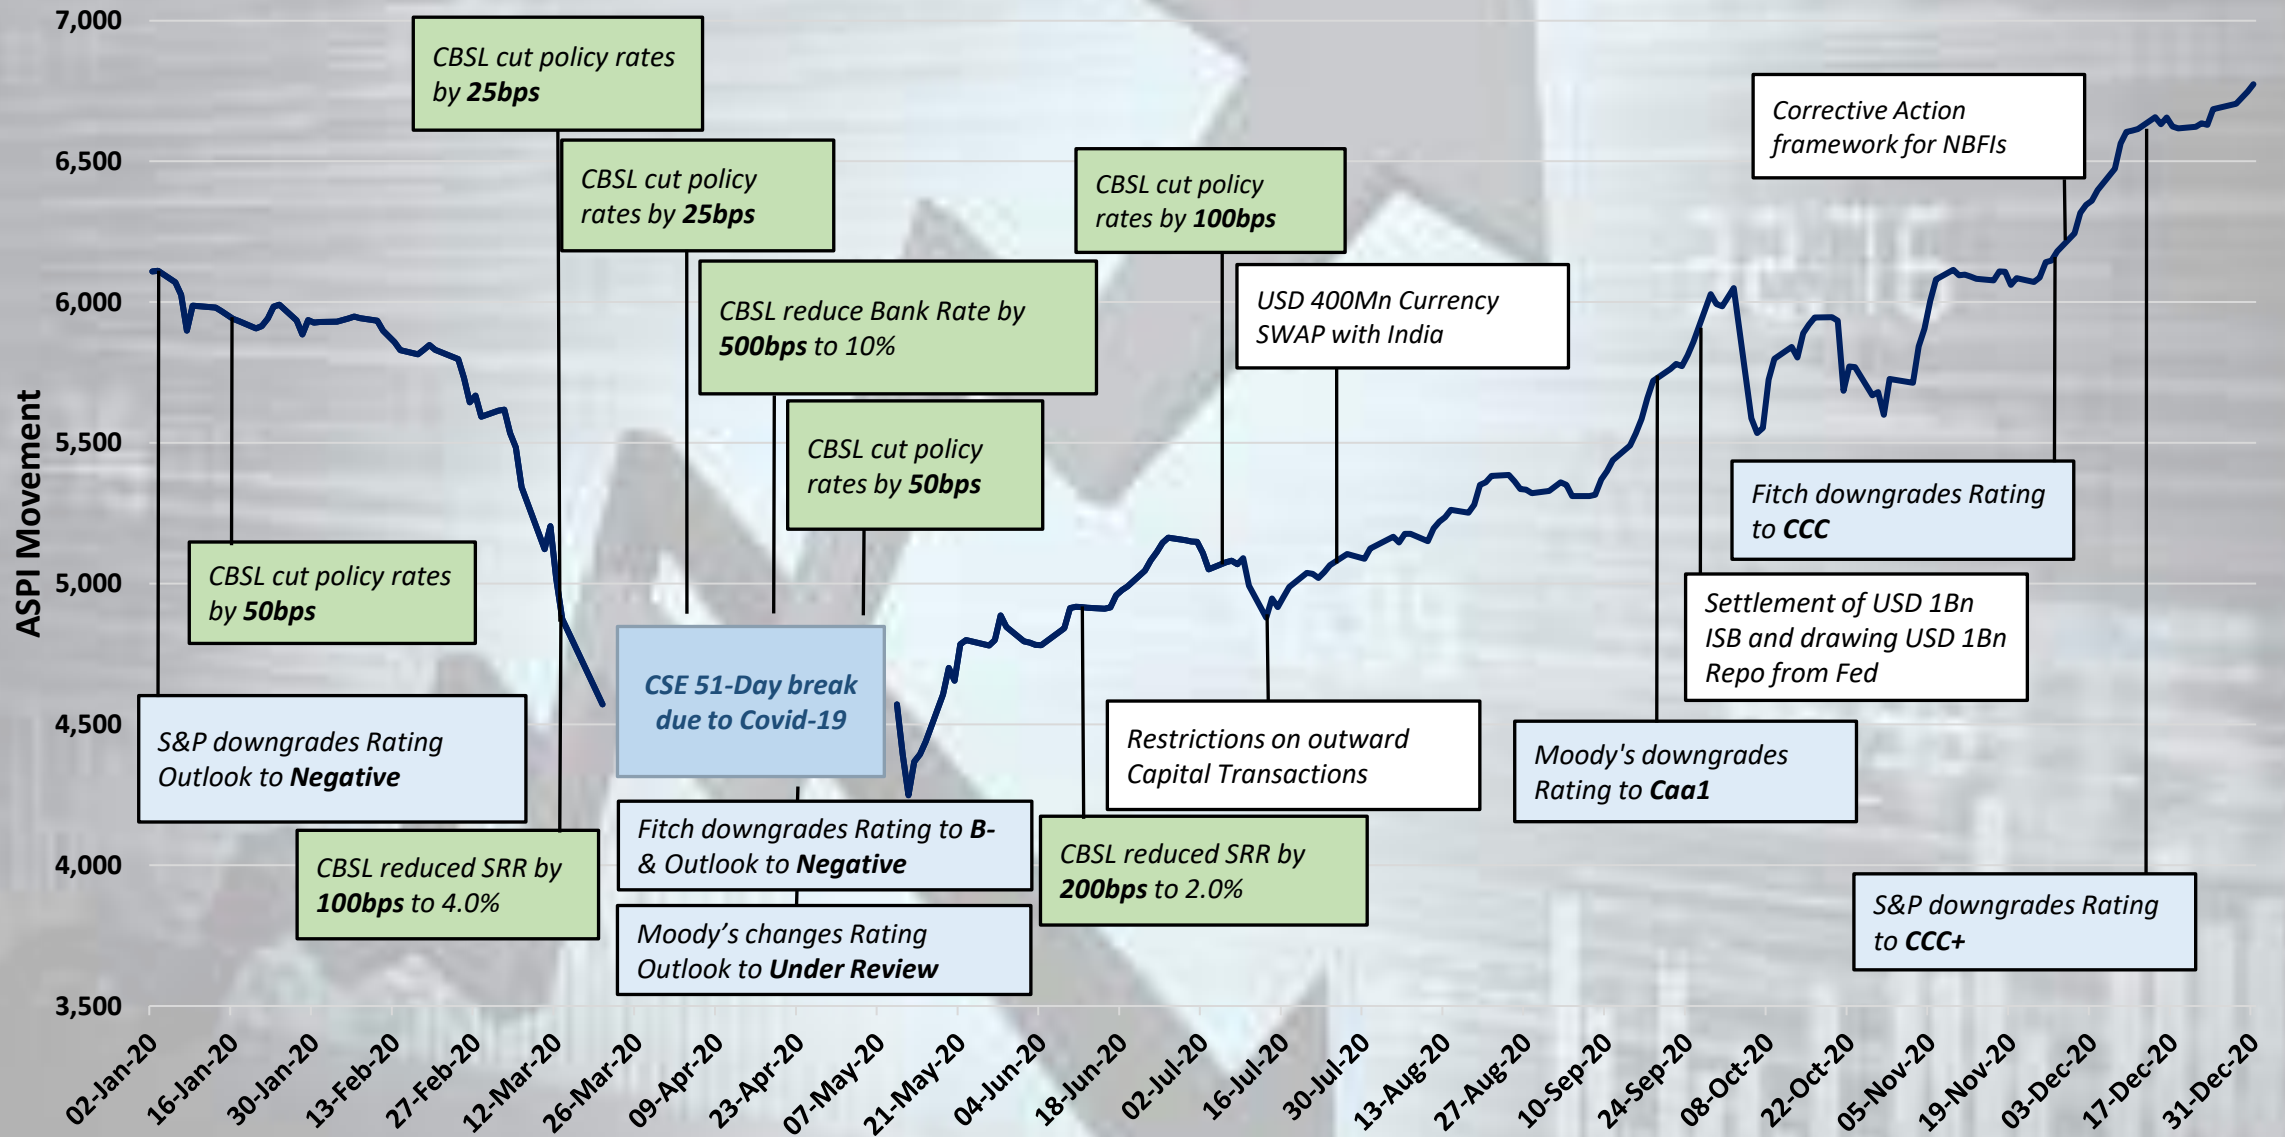 7,000
6,500
6,000
5,500
5,000
4,500
4,000
3,500
ASPI Movement
CBSL cut policy rates
by 25bps
CBSL cut policy
rates by 25bps
CBSL reduce Bank Rate by
500bps to 10%
CBSL cut policy
rates by 50bps
CBSL cut policy
rates by 100bps
USD 400Mn Currency
SWAP with India
Corrective Action
framework for NBFIs
CBSL cut policy rates
by 50bps
S&P downgrades Rating
Outlook to Negative
CBSL reduced SRR by
100bps to 4.0%
CSE 51-Day break
due to Covid-19
Fitch downgrades Rating to B-
& Outlook to Negative
Moody’s changes Rating
Outlook to Under Review
Restrictions on outward
Capital Transactions
CBSL reduced SRR by
200bps to 2.0%
Fitch downgrades Rating
to CCC
Settlement of USD 1Bn
ISB and drawing USD 1Bn
Repo from Fed
Moody's downgrades
Rating to Caa1
S&P downgrades Rating
to CCC+
02-Jan-20
16-Jan-20
30-Jan-20
13-Feb-20
27-Feb-20
12-Mar-20
26-Mar-20
09-Apr-20
23-Apr-20
07-May-20
21-May-20
04-Jun-20
18-Jun-20
02-Jul-20
16-Jul-20
30-Jul-20
13-Aug-20
27-Aug-20
10-Sep-20
24-Sep-20
08-Oct-20
22-Oct-20
05-Nov-20
19-Nov-20
03-Dec-20
17-Dec-20
31-Dec-20